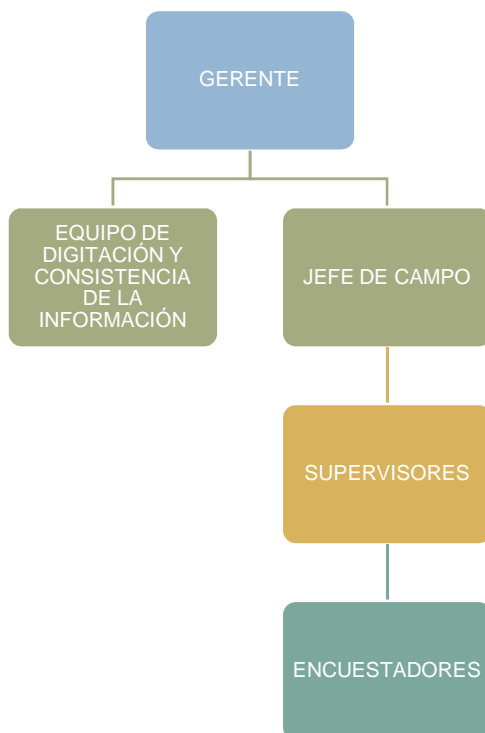 GERENTE
EQUIPO DE
DIGITACIÓN Y
CONSISTENCIA
DE LA
INFORMACIÓN
JEFE DE CAMPO
SUPERVISORES
ENCUESTADORES